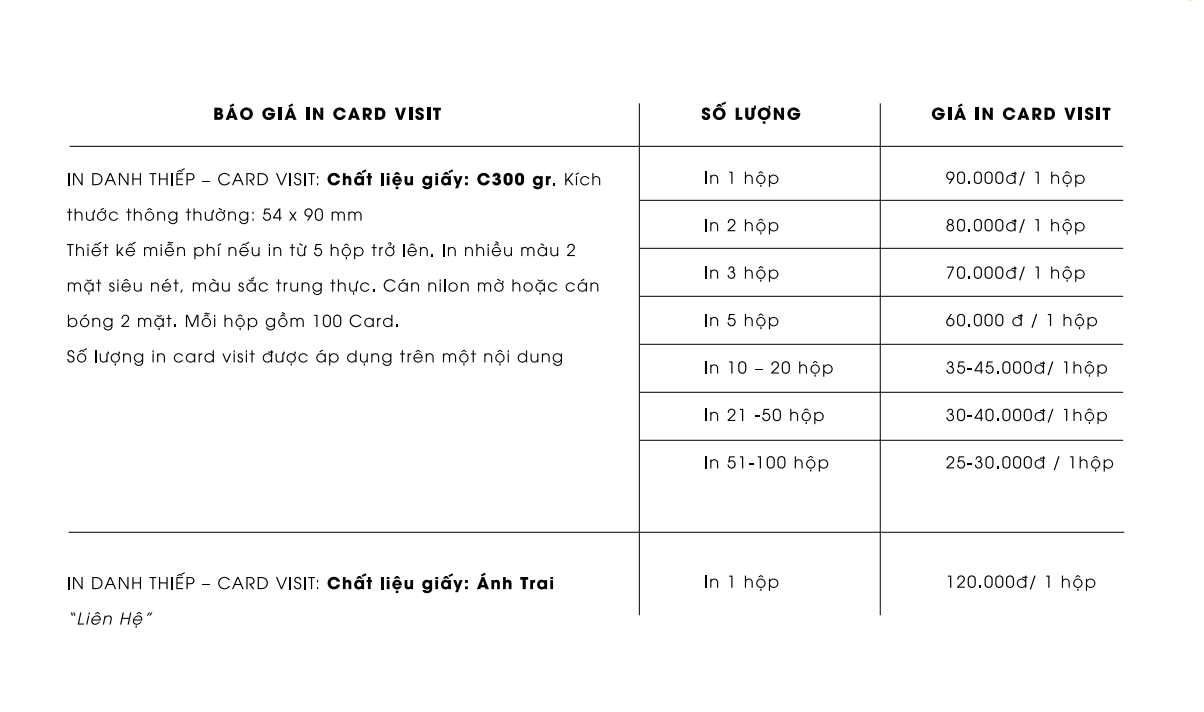 BÁO GIÁ IN CARD VISIT SỐ LƯỢNG GIÁ IN CARD VISIT
IN DANH THIẾP – CARD VISIT: Chất liệu giấy: C300 gr. Kích
thước thông thường: 54 x 90 mm
Thiết kế miễn phí nếu in từ 5 hộp trở lên. In nhiều màu 2
mặt siêu nét, màu sắc trung thực. Cán nilon mờ hoặc cán
bóng 2 mặt. Mỗi hộp gồm 100 Card.
Số lượng in card visit được áp dụng trên một nội dung
In 1 hộp 90.000đ/ 1 hộp
In 2 hộp 80.000đ/ 1 hộp
In 3 hộp 70.000đ/ 1 hộp
In 5 hộp 60.000 đ / 1 hộp
In 10 – 20 hộp 35-45.000đ/ 1hộp
In 21 -50 hộp 30-40.000đ/ 1hộp
In 51-100 hộp 25-30.000đ / 1hộp
IN DANH THIẾP – CARD VISIT: Chất liệu giấy: Ánh Trai In 1 hộp 120.000đ/ 1 hộp
“Liên Hệ”